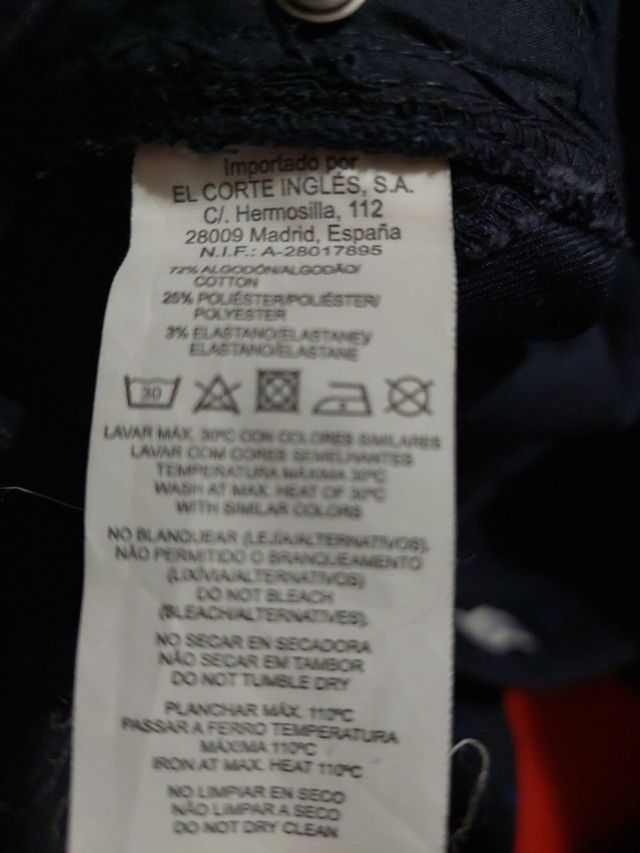 Importado por
EL CORTE INGLÉS, S.A.
C/. Hermosilla, 112
28009 Madrid, España
N.I.F.: A-28017895
72% ALGODÓN/ALGODÃO/
COTTON
25% POLIÉSTER/POLIÉSTER/
POLYESTER
3% ELASTANO/ELASTANEY
ELASTANO/ELASTANE
30
LAVAR MÁX. 30ºC CON COLORES SIMILARES
LAVAR COM CORES SEMELHANTES
TEMPERATURA MÁXIMA 30ºC
WASH AT MAX. HEAT OF 30ºC
WITH SIMILAR COLORS
NO BLANQUEAR (LEJÍA/ALTERNATIVOS).
NÃO PERMITIDO O BRANQUEAMENTO
(LIXÍVIA/ALTERNATIVOS)
DO NOT BLEACH
(BLEACH/ALTERNATIVES).
NO SECAR EN SECADORA
NÃO SECAR EM TAMBOR
DO NOT TUMBLE DRY
PLANCHAR MÁX. 110ºC
PASSAR A FERRO TEMPERATURA
MÁXIMA 110ºC
IRON AT MAX. HEAT 110ºC
NO LIMPIAR EN SECO
NÃO LIMPAR A SECO
DO NOT DRY CLEAN